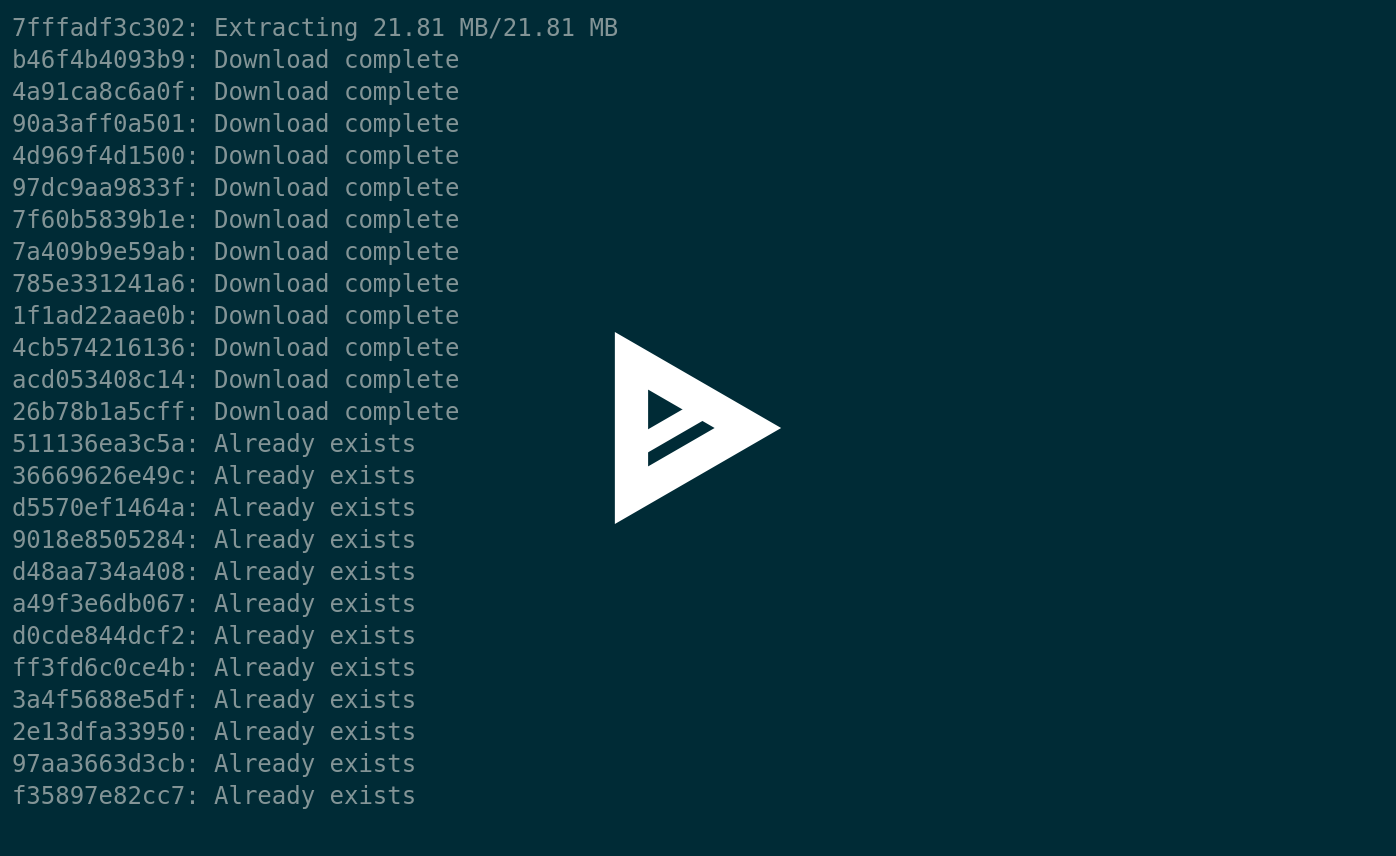 7fffadf3c302: Extracting 21.81 MB/21.81 MB
b46f4b4093b9: Download complete
4a91ca8c6a0f: Download complete
90a3aff0a501: Download complete
4d969f4d1500: Download complete
97dc9aa9833f: Download complete
7f60b5839b1e: Download complete
7a409b9e59ab: Download complete
785e331241a6: Download complete
1f1ad22aae0b: Download complete
4cb574216136: Download complete
acd053408c14: Download complete
26b78b1a5cff: Download complete
511136ea3c5a: Already exists
36669626e49c: Already exists
d5570ef1464a: Already exists
9018e8505284: Already exists
d48aa734a408: Already exists
a49f3e6db067: Already exists
d0cde844dcf2: Already exists
ff3fd6c0ce4b: Already exists
3a4f5688e5df: Already exists
2e13dfa33950: Already exists
97aa3663d3cb: Already exists
f35897e82cc7: Already exists